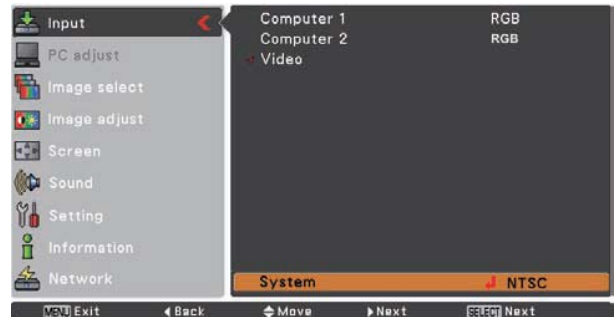 Input
PC adjust
Image select
Image adjust
Screen
Sound
Setting
Information
Network
Computer 1 RGB
Computer 2 RGB
Video
System NTSC
MENU Exit Back Move Next SELECT Next